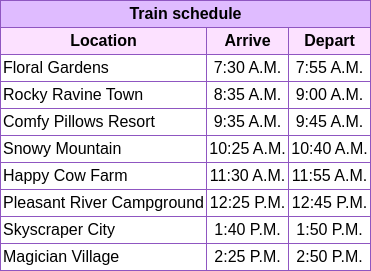 Train schedule
Location Arrive Depart
Floral Gardens 7:30 A.M. 7:55 A.M.
Rocky Ravine Town 8:35 A.M. 9:00 A.M.
Comfy Pillows Resort 9:35 A.M. 9:45 A.M.
Snowy Mountain 10:25 A.M. 10:40 A.M.
Happy Cow Farm 11:30 A.M. 11:55 A.M.
Pleasant River Campground 12:25 P.M. 12:45 P.M.
Skyscraper City 1:40 P.M. 1:50 P.M.
Magician Village 2:25 P.M. 2:50 P.M.